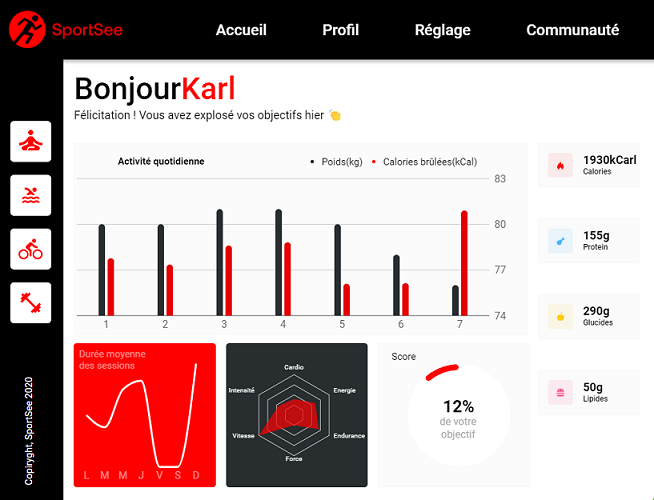 SportSee
Accueil Profil Réglage Communauté
BonjourKarl
Félicitation ! Vous avez explosé vos objectifs hier 👏
Activité quotidienne
Poids(kg) Calories brûlées(kCal)
83
80
77
74
1 2 3 4 5 6 7
1930kCarl
Calories
155g
Protein
290g
Glucides
50g
Lipides
Durée moyenne
des sessions
L M M J V S D
Cardio
Intensité
Energie
Vitesse
Endurance
Force
Score
12%
de votre
objectif
Copiryght, SportSee 2020